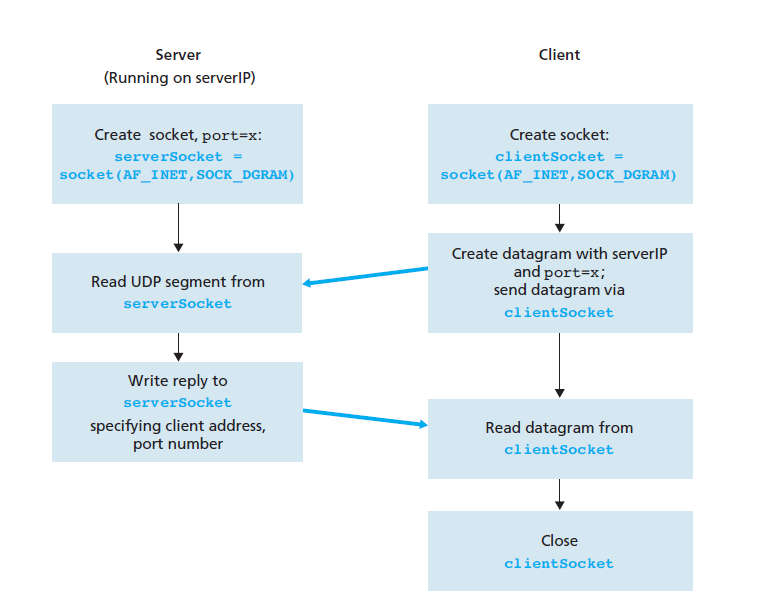 Server
(Running on serverIP)
Create socket, port=x:
serverSocket =
socket(AF_INET,SOCK_DGRAM)
Read UDP segment from
serverSocket
Write reply to
serverSocket
specifying client address,
port number
Client
Create socket:
clientSocket =
socket(AF_INET,SOCK_DGRAM)
Create datagram with serverIP
and port=x;
send datagram via
clientSocket
Read datagram from
clientSocket
Close
clientSocket